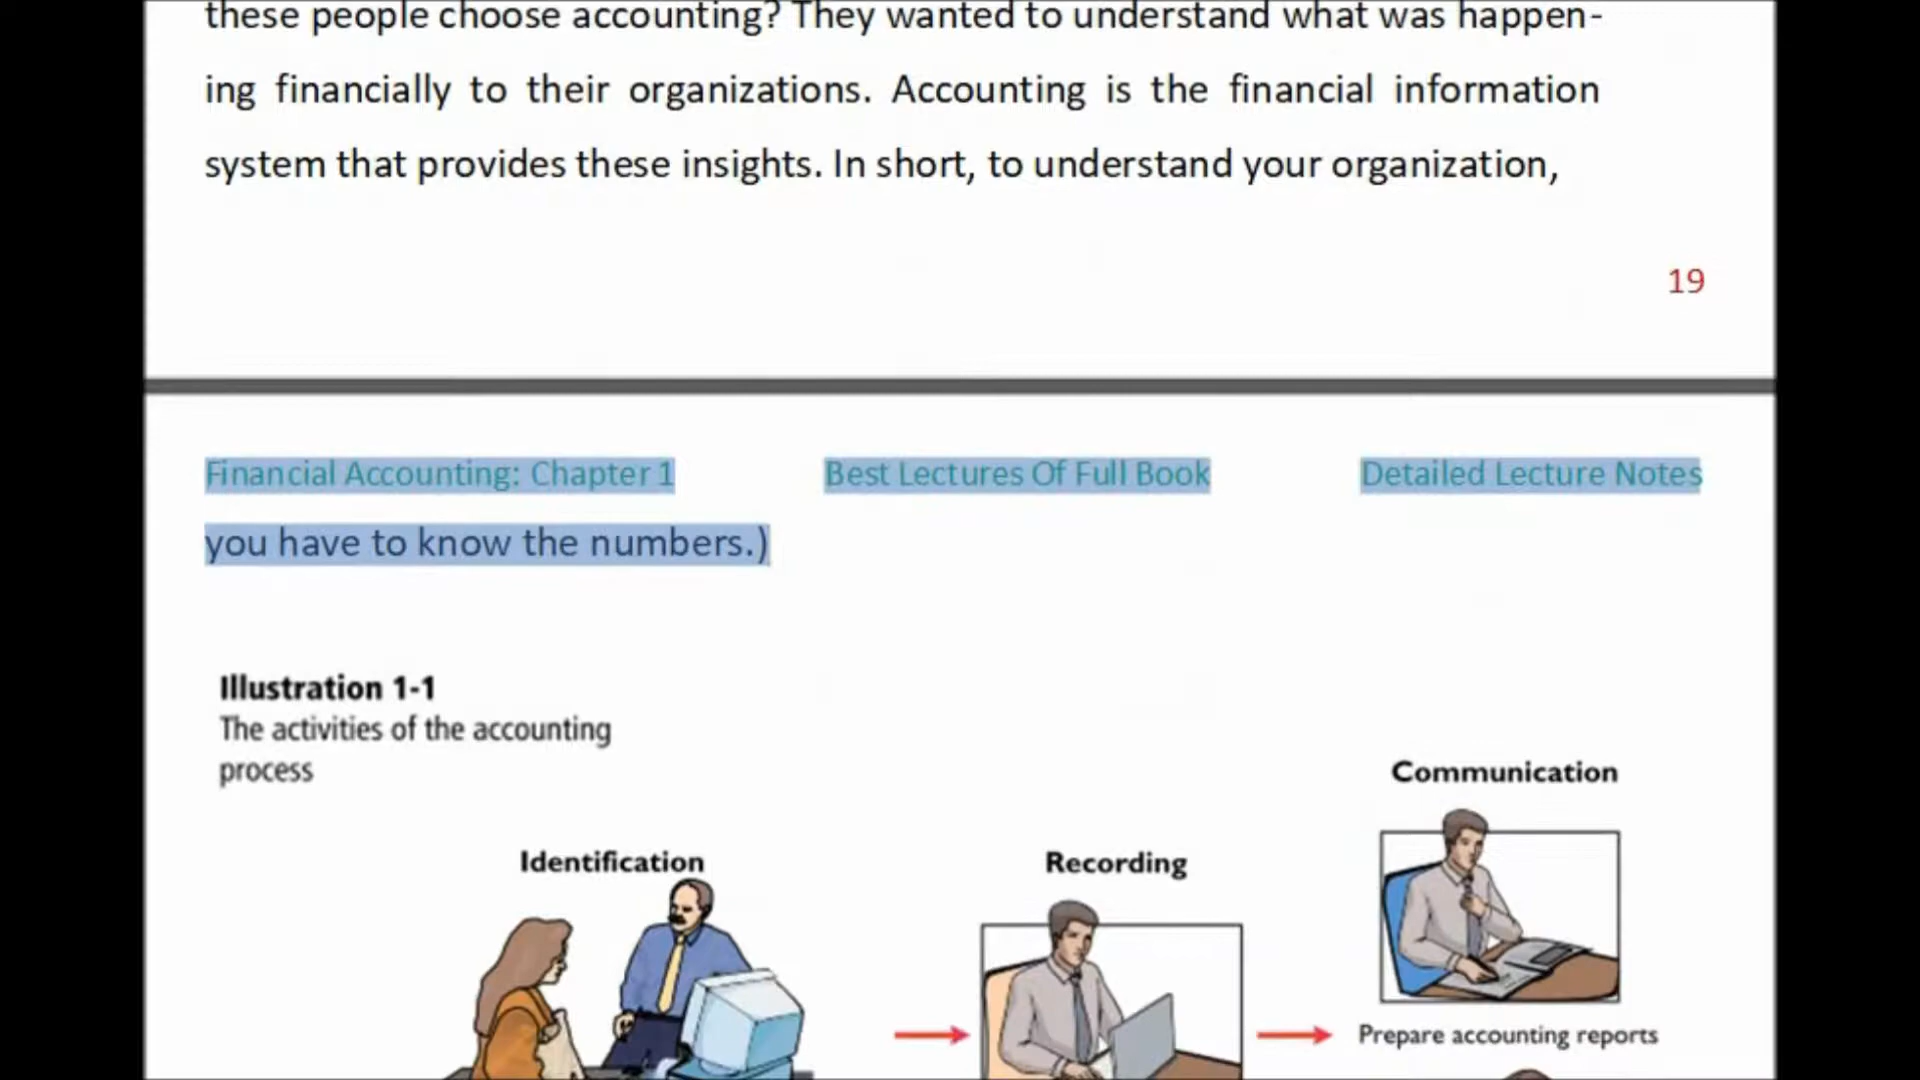 these people choose accounting? They wanted to understand what was happen-
ing financially to their organizations. Accounting is the financial information
system that provides these insights. In short, to understand your organization,
19
Financial Accounting: Chapter 1 Best Lectures Of Full Book Detailed Lecture Notes
you have to know the numbers.)
Illustration 1-1
The activities of the accounting
process
Communication
Identification
Recording
Prepare accounting reports